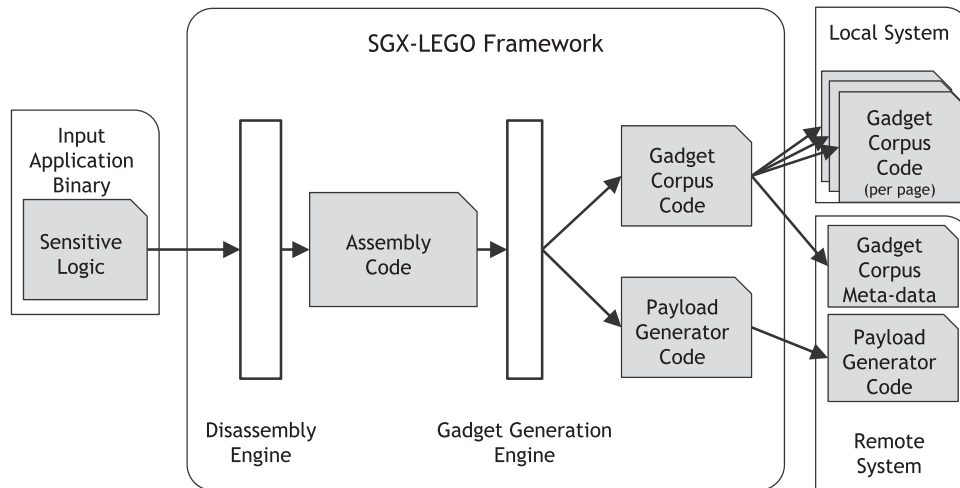 SGX-LEGO Framework
Local System
Input
Application
Binary
Sensitive
Logic
Assembly
Code
Gadget
Corpus
Code
Payload
Generator
Code
Gadget
Corpus
Code
(per page)
Gadget
Corpus
Meta-data
Payload
Generator
Code
Disassembly
Engine
Gadget Generation
Engine
Remote
System